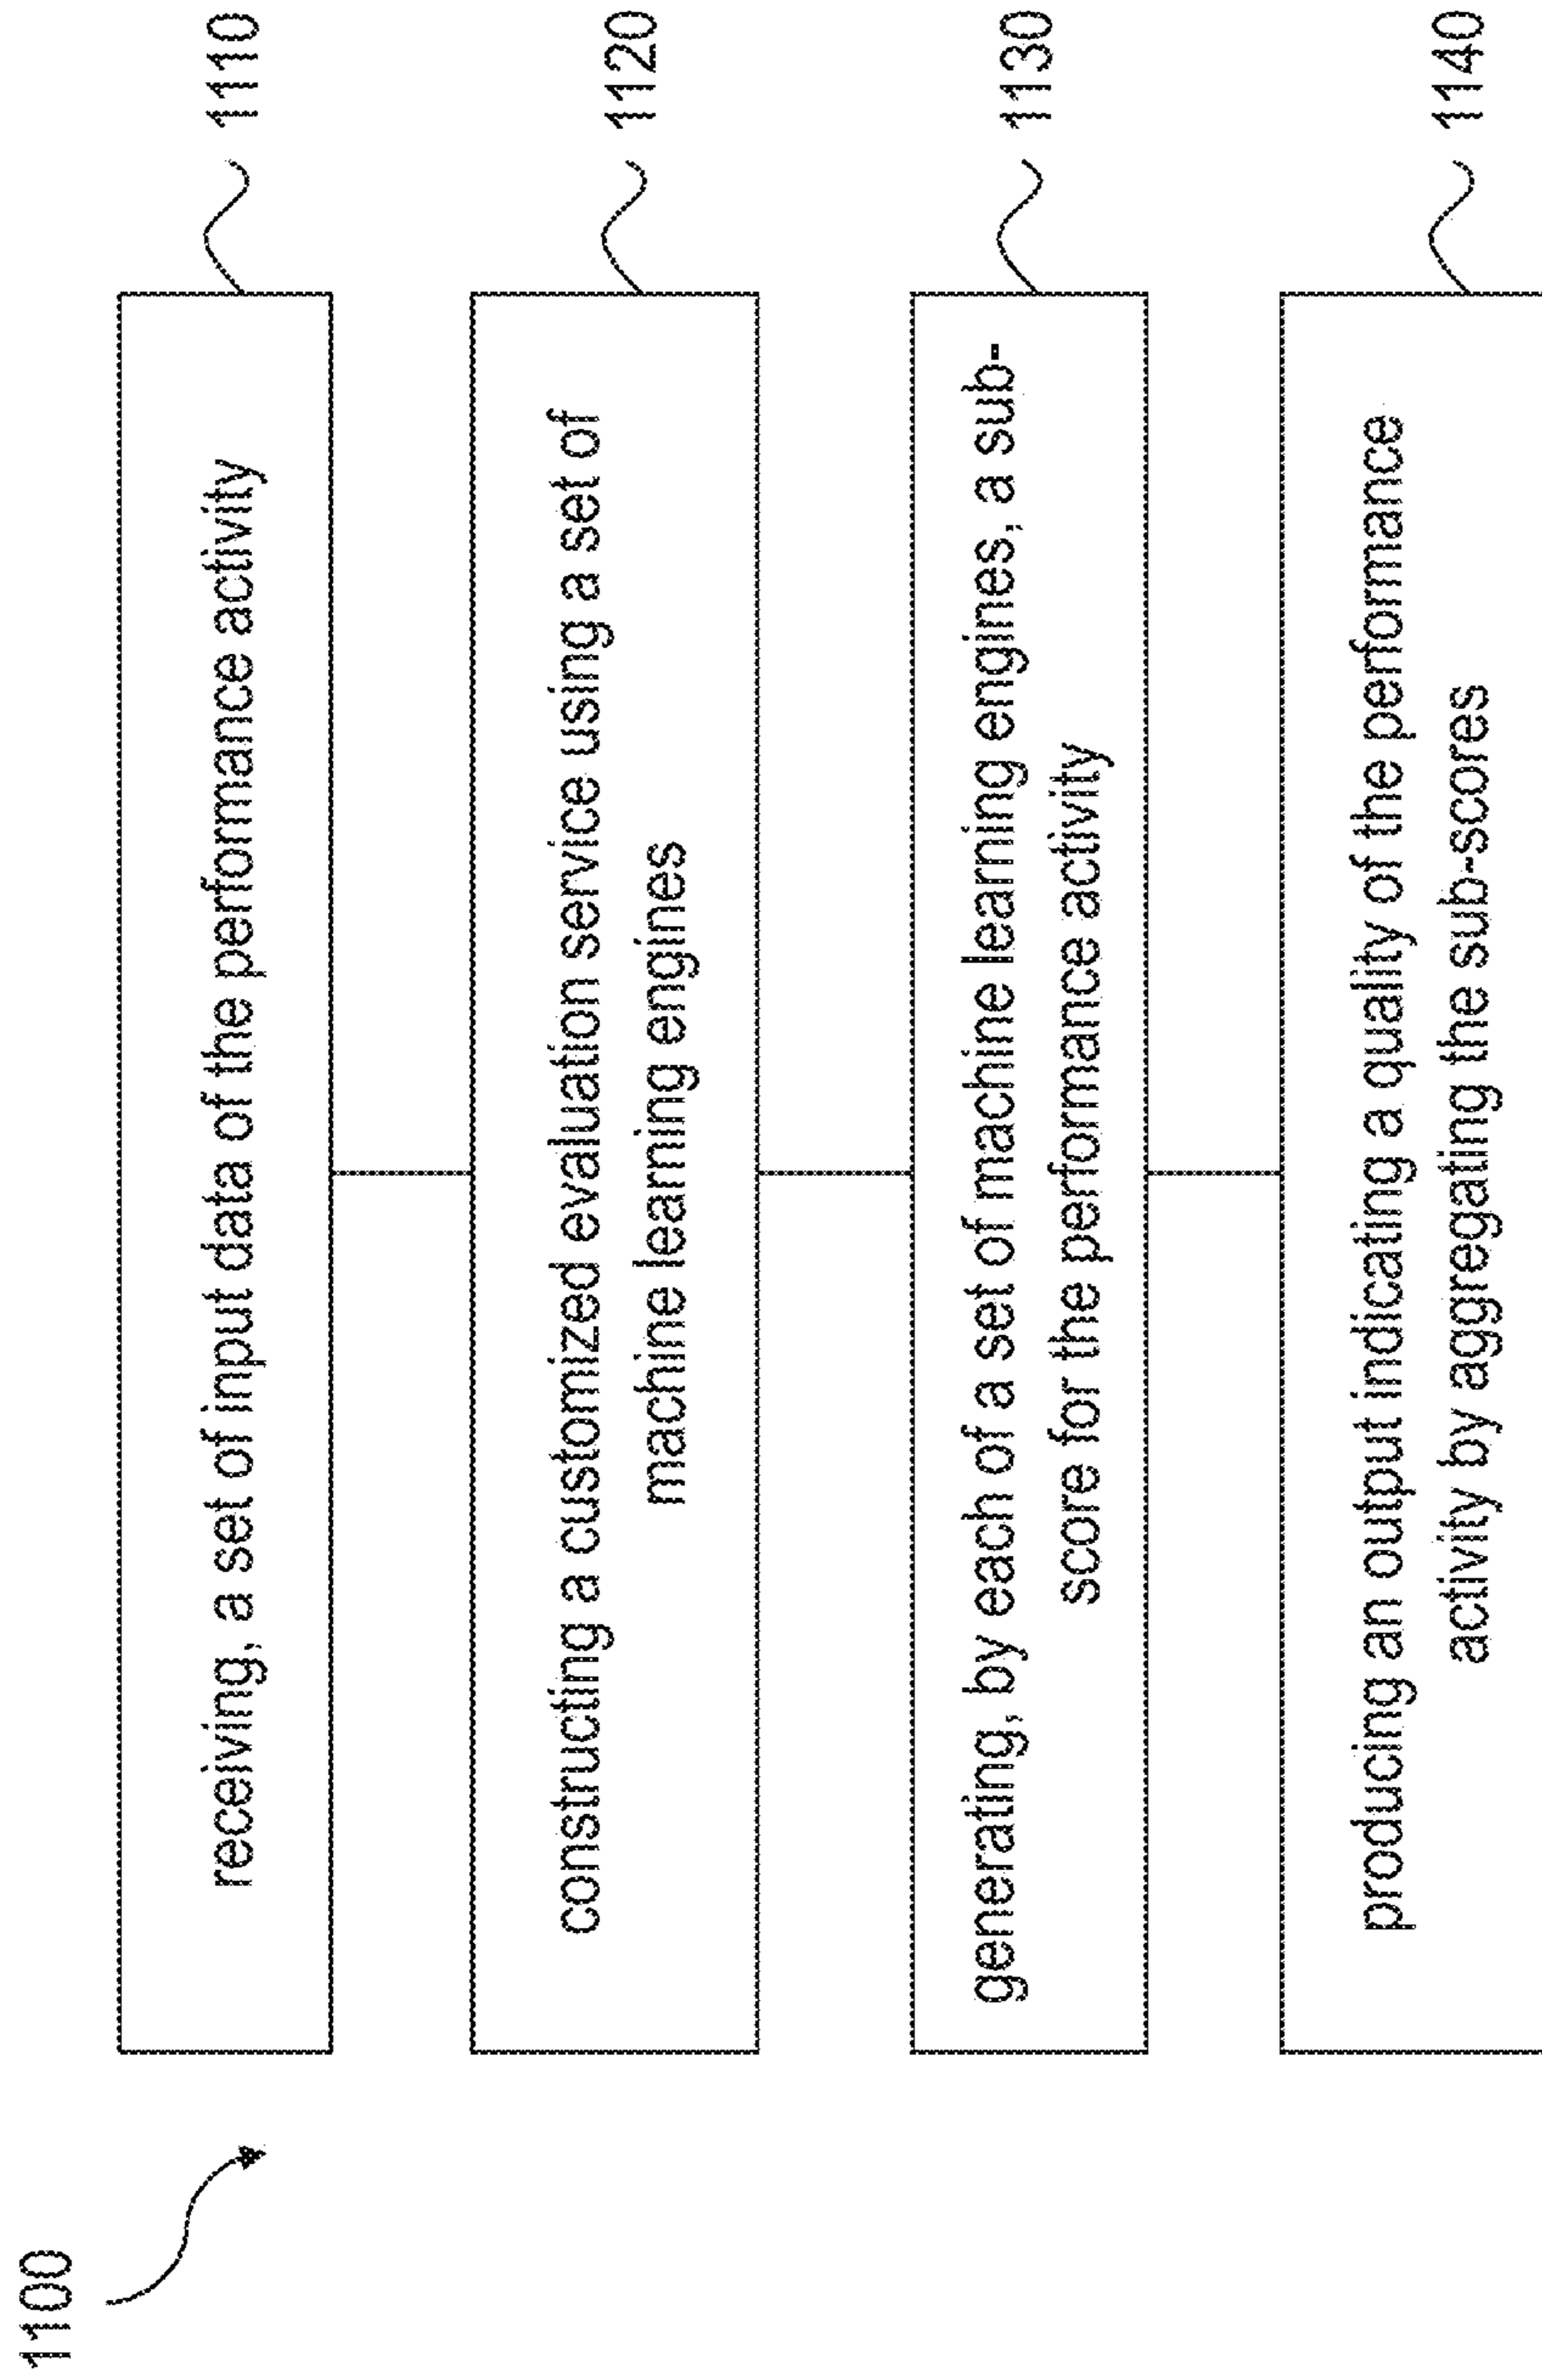 1100
receiving, a set of input data of the performance activity
1110
constructing a customized evaluation service using a set of
machine learning engines
1120
generating, by each of a set of machine learning engines, a sub-
score for the performance activity
1130
producing an output indicating a quality of the performance
activity by aggregating the sub-scores
1140